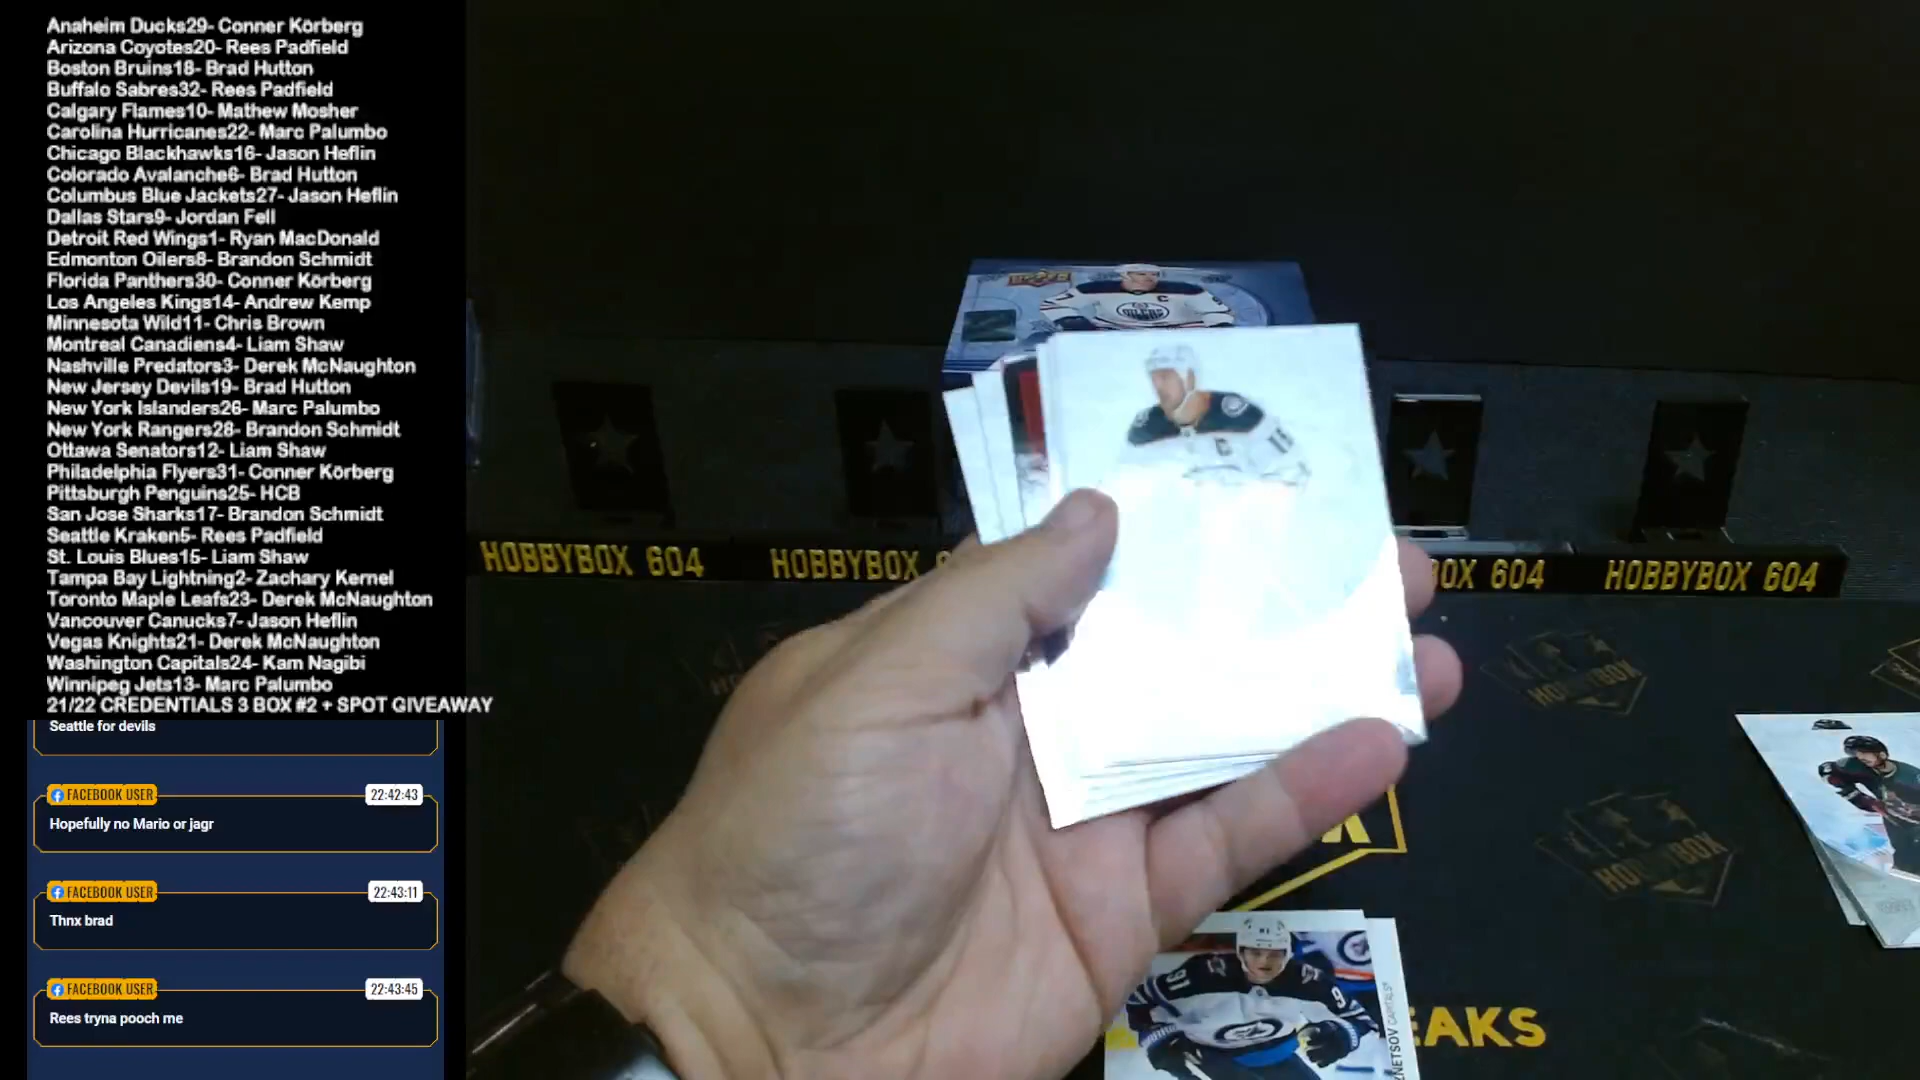 Anaheim Ducks29- Conner Körberg
Arizona Coyotes20- Rees Padfield
Boston Bruins18- Brad Hutton
Buffalo Sabres32- Rees Padfield
Calgary Flames10- Mathew Mosher
Carolina Hurricanes22- Marc Palumbo
Chicago Blackhawks16- Jason Heflin
Colorado Avalanche6- Brad Hutton
Columbus Blue Jackets27- Jason Heflin
Dallas Stars9- Jordan Fell
Detroit Red Wings1- Ryan MacDonald
Edmonton Oilers8- Brandon Schmidt
Florida Panthers30- Conner Körberg
Los Angeles Kings14- Andrew Kemp
Minnesota Wild11- Chris Brown
Montreal Canadiens4- Liam Shaw
Nashville Predators3- Derek McNaughton
New Jersey Devils19- Brad Hutton
New York Islanders26- Marc Palumbo
New York Rangers28- Brandon Schmidt
Ottawa Senators12- Liam Shaw
Philadelphia Flyers31- Conner Körberg
Pittsburgh Penguins25- HCB
San Jose Sharks17- Brandon Schmidt
Seattle Kraken5- Rees Padfield
St. Louis Blues15- Liam Shaw
Tampa Bay Lightning2- Zachary Kernel
Toronto Maple Leafs23- Derek McNaughton
Vancouver Canucks7- Jason Heflin
Vegas Knights21- Derek McNaughton
Washington Capitals24- Kam Nagibi
Winnipeg Jets13- Marc Palumbo
21/22 CREDENTIALS 3 BOX #2 + SPOT GIVEAWAY
Seattle for devils
FACEBOOK USER 22:42:43
Hopefully no Mario or jagr
FACEBOOK USER 22:43:11
Thnx brad
FACEBOOK USER 22:43:45
Rees tryna pooch me
OILERS
C
C 16
HOBBYBOX 604 HOBBYBOX OX 604 HOBBYBOX 604
HOBBYBOX
91
NETSOV CAPITALS
EAKS